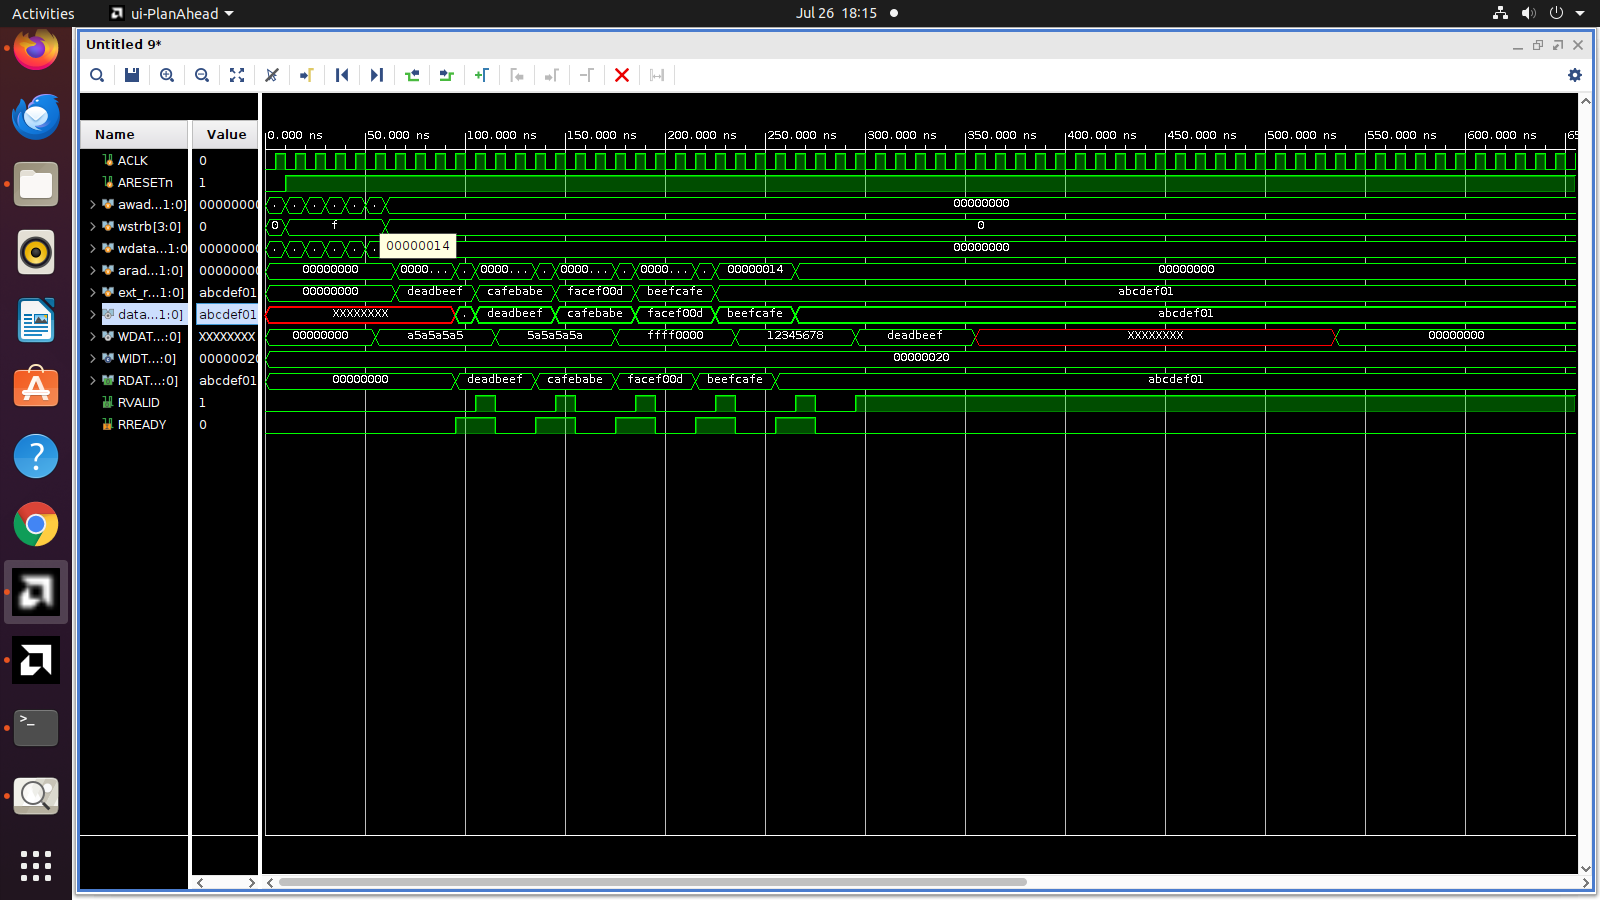 Activities ui-PlanAhead Jul 26 18:15
Untitled 9*
Name Value 0.000 ns 50.000 ns 100.000 ns 150.000 ns 200.000 ns 250.000 ns 300.000 ns 350.000 ns 400.000 ns 450.000 ns 500.000 ns 550.000 ns 600.000 ns 65
ACLK 0
ARESETn 1
awad...1:0] 00000000 . . . . . . 00000000
wstrb[3:0] 0 0 f 0
wdata...1:0 00000000 . . . . . . 00000000
00000014
arad...1:0] 00000000 00000000 0000... . 0000... . 0000... . 0000... . 00000014 00000000
ext_r...1:0] abcdef01 00000000 deadbeef cafebabe facef00d beefcafe abcdef01
data...1:0] abcdef01 XXXXXXXX . deadbeef cafebabe facef00d beefcafe abcdef01
WDAT...:0] XXXXXXXX 00000000 a5a5a5a5 5a5a5a5a ffff0000 12345678 deadbeef XXXXXXXX 00000000
WIDT...:0] 00000020 00000020
RDAT...:0] abcdef01 00000000 deadbeef cafebabe facef00d beefcafe abcdef01
RVALID 1
RREADY 0